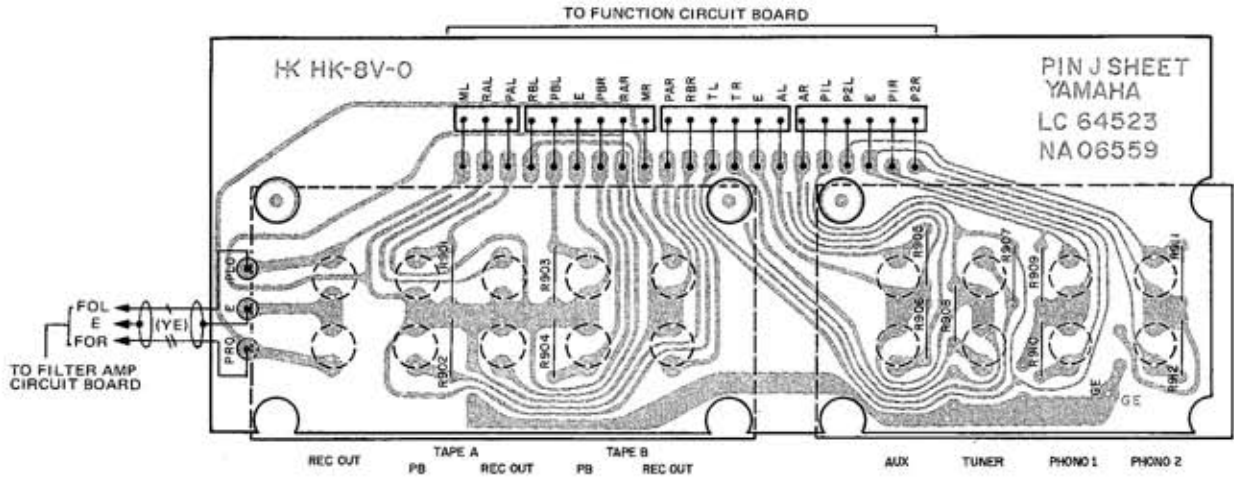 TO FUNCTION CIRCUIT BOARD
HK HK-8V-0
PIN J SHEET
YAMAHA
LC 64523
NA 06559
ML RAL PAL RBL PBL E PBR RAR MR PAR RBR TL TR E AL AR P1L P2L E P1R P2R
R901 R903 R905 R907 R909 R911
PLO
E
PRO
R902 R904 R906 R908 R910 R912
FOL
E (YE)
FOR
TO FILTER AMP
CIRCUIT BOARD
GE GE
REC OUT
TAPE A
PB REC OUT
TAPE B
PB REC OUT
AUX TUNER PHONO 1 PHONO 2